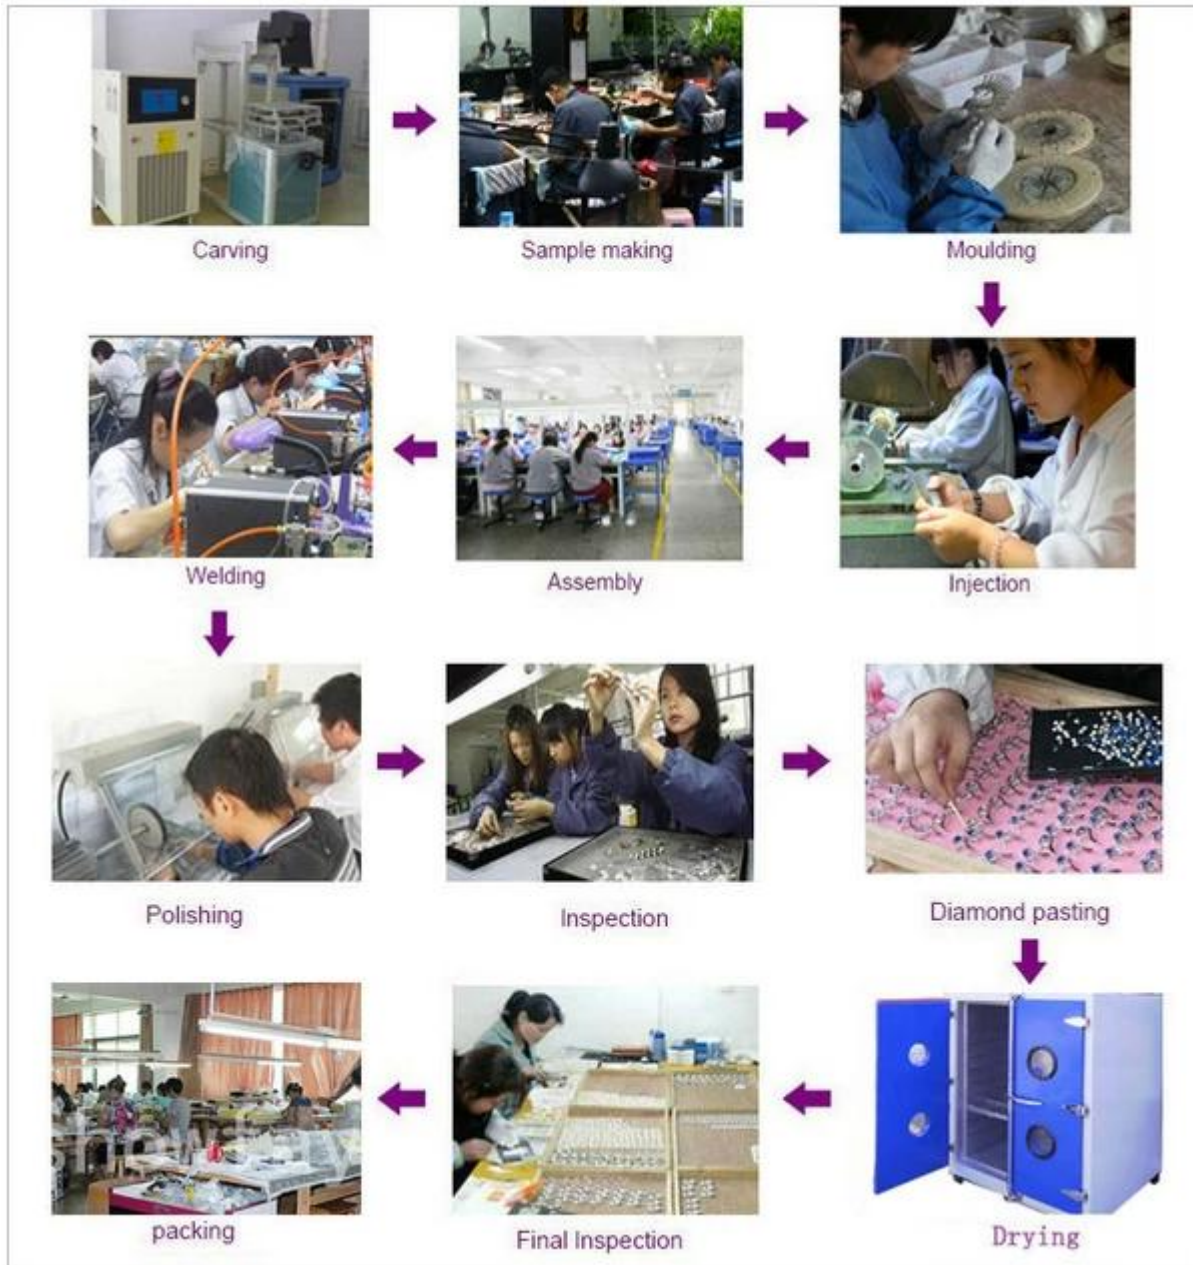 Carving
Sample making
Moulding
Injection
Assembly
Welding
Polishing
Inspection
Diamond pasting
Drying
Final Inspection
packing